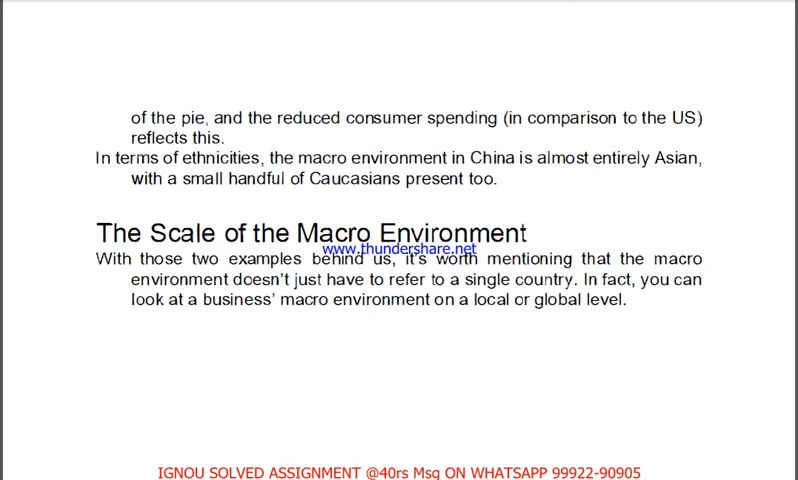 of the pie, and the reduced consumer spending (in comparison to the US)
reflects this.
In terms of ethnicities, the macro environment in China is almost entirely Asian,
with a small handful of Caucasians present too.
The Scale of the Macro Environment
www.thundershare.net
With those two examples behind us, it's worth mentioning that the macro
environment doesn't just have to refer to a single country. In fact, you can
look at a business' macro environment on a local or global level.
IGNOU SOLVED ASSIGNMENT @40rs Msg ON WHATSAPP 99922-90905